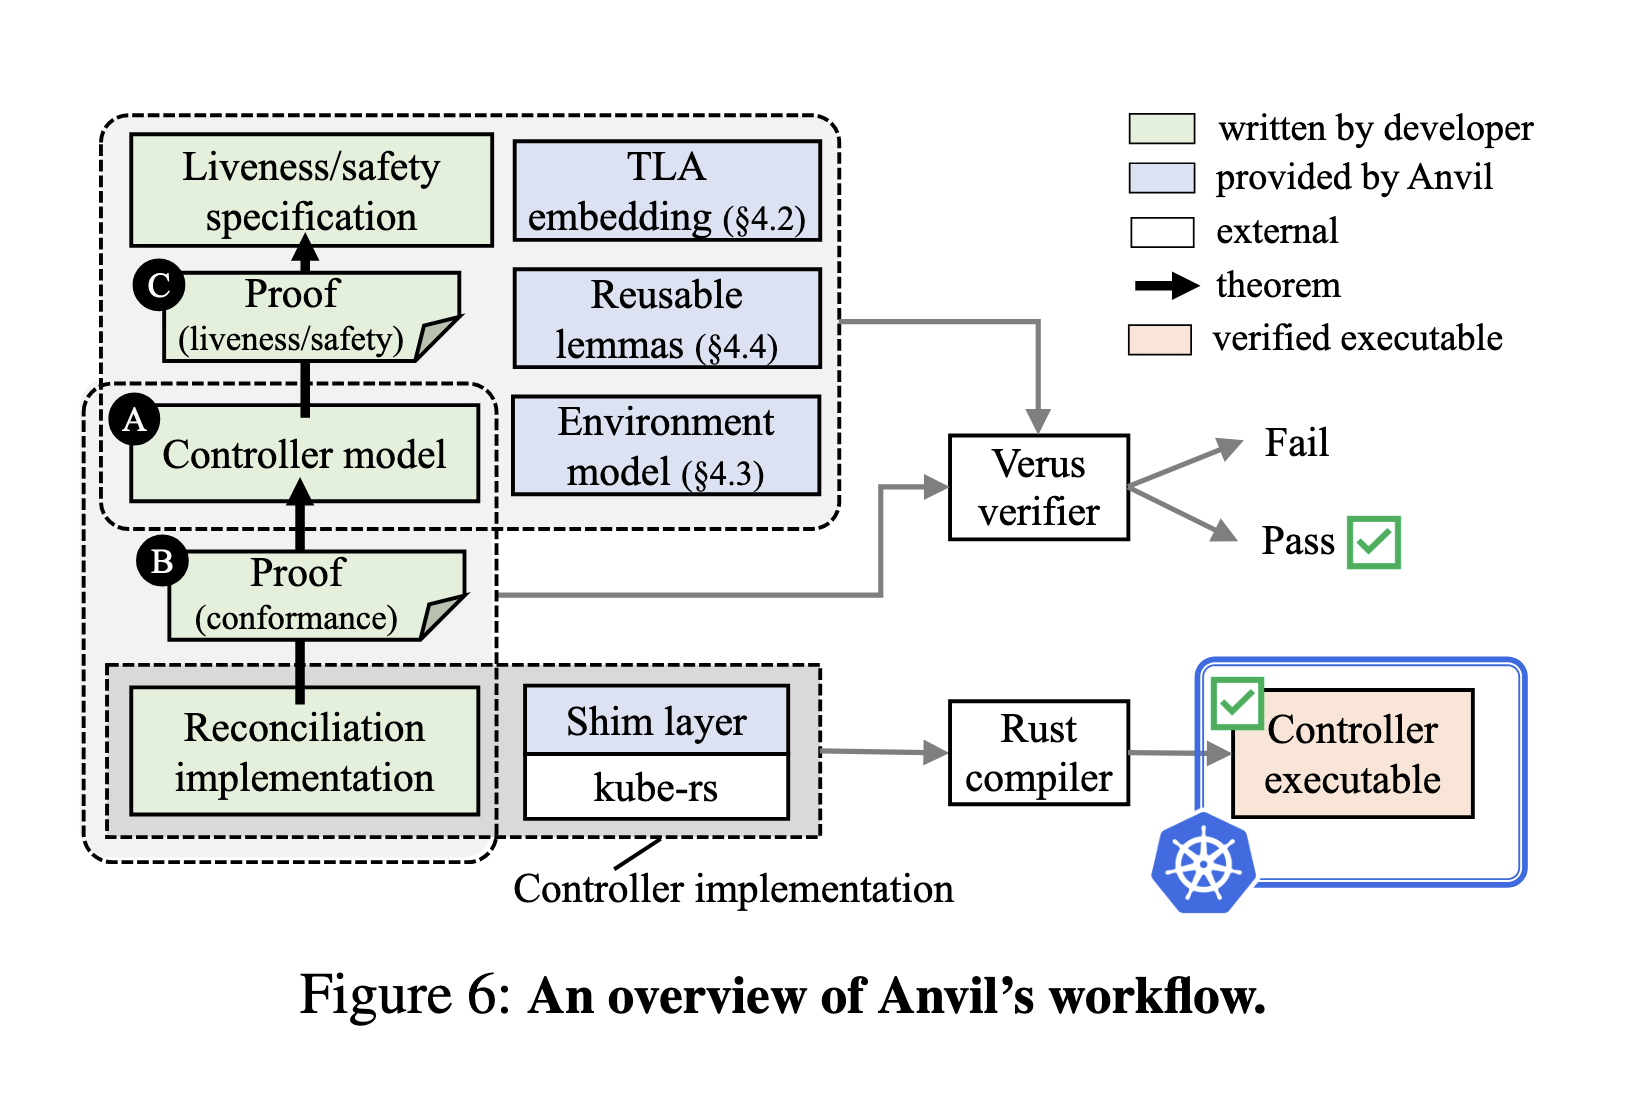 Liveness/safety
specification
TLA
embedding (§4.2)
C
Proof
(liveness/safety)
Reusable
lemmas (§4.4)
A
Controller model
Environment
model (§4.3)
B
Proof
(conformance)
Reconciliation
implementation
Shim layer
kube-rs
Controller implementation
written by developer
provided by Anvil
external
theorem
verified executable
Verus
verifier
Fail
Pass
Rust
compiler
Controller
executable
Figure 6: An overview of Anvil’s workflow.